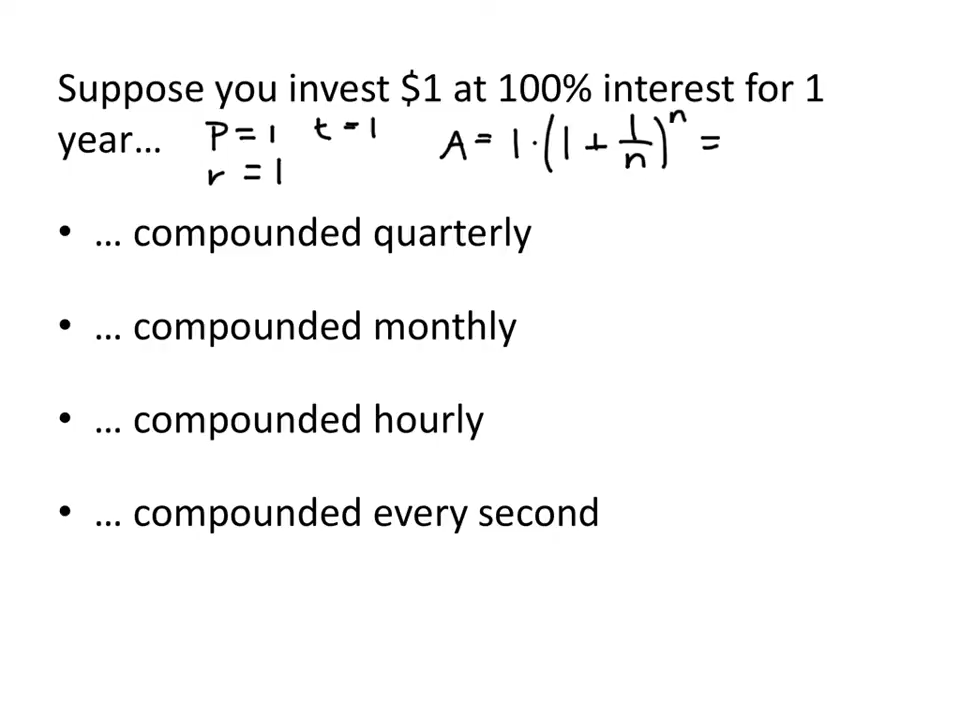 Suppose you invest $1 at 100% interest for 1
year… P = 1 t = 1 A = 1·(1 + 1/n)^n =
r = 1
• … compounded quarterly
• … compounded monthly
• … compounded hourly
• … compounded every second